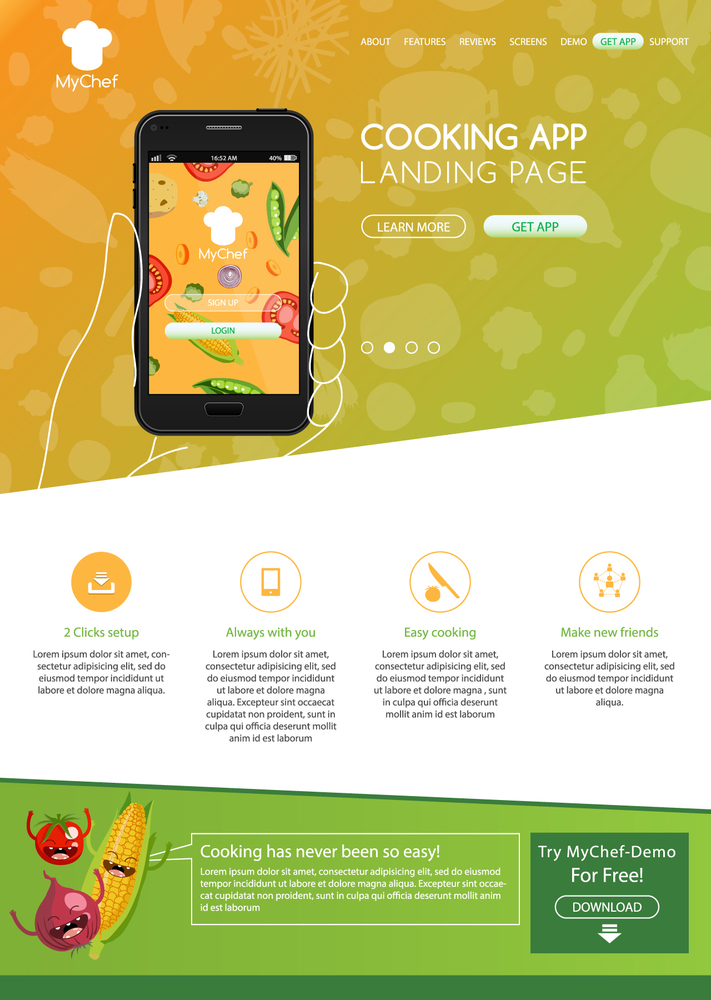 MyChef
ABOUT FEATURES REVIEWS SCREENS DEMO GET APP SUPPORT
COOKING APP
LANDING PAGE
LEARN MORE GET APP
16:52 AM 40%
MyChef
SIGN UP
LOGIN
2 Clicks setup
Lorem ipsum dolor sit amet, con-
sectetur adipisicing elit, sed do
eiusmod tempor incididunt ut
labore et dolore magna aliqua.
Always with you
Lorem ipsum dolor sit amet,
consectetur adipisicing elit, sed
do eiusmod tempor incididunt
ut labore et dolore magna
aliqua. Excepteur sint occaecat
cupidatat non proident, sunt in
culpa qui officia deserunt mollit
anim id est laborum
Easy cooking
Lorem ipsum dolor sit amet,
consectetur adipisicing elit, sed
do eiusmod tempor incididunt
ut labore et dolore magna , sunt
in culpa qui officia deserunt
mollit anim id est laborum
Make new friends
Lorem ipsum dolor sit amet,
consectetur adipisicing elit, sed
do eiusmod tempor incididunt
ut labore et dolore magna
aliqua.
Cooking has never been so easy!
Lorem ipsum dolor sit amet, consectetur adipisicing elit, sed do eiusmod
tempor incididunt ut labore et dolore magna aliqua. Excepteur sint occae-
cat cupidatat non proident, sunt in culpa qui officia deserunt mollit anim
id est laborum
Try MyChef-Demo
For Free!
DOWNLOAD